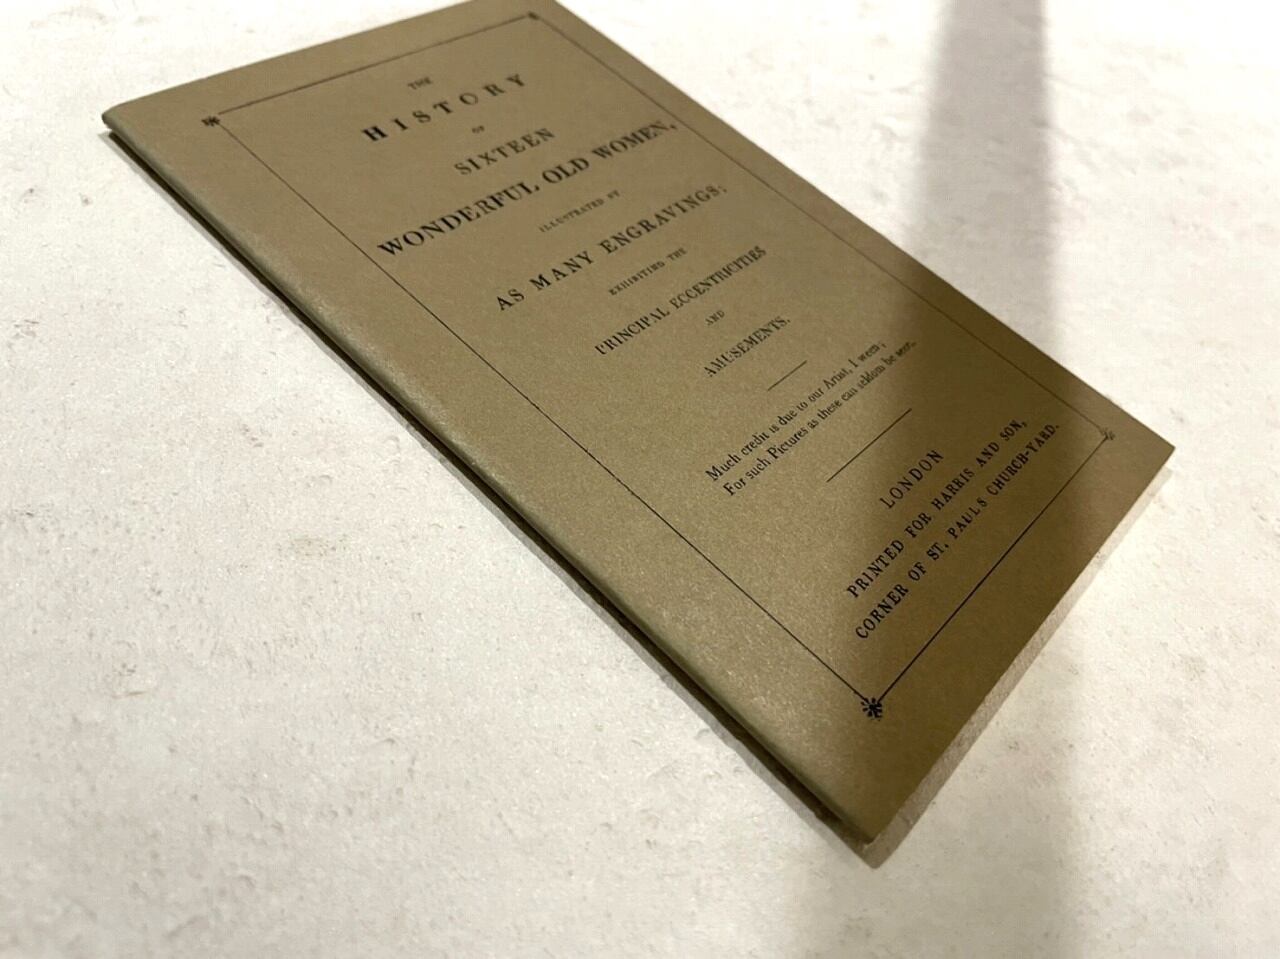 THE
HISTORY
OF
SIXTEEN
WONDERFUL OLD WOMEN,
ILLUSTRATED BY
AS MANY ENGRAVINGS;
EXHIBITING THE
PRINCIPAL ECCENTRICITIES
AND
AMUSEMENTS.
Much credit is due to our Artist, I ween;
For such Pictures as these can seldom be seen.
LONDON
PRINTED FOR HARRIS AND SON,
CORNER OF ST. PAUL'S CHURCH-YARD.